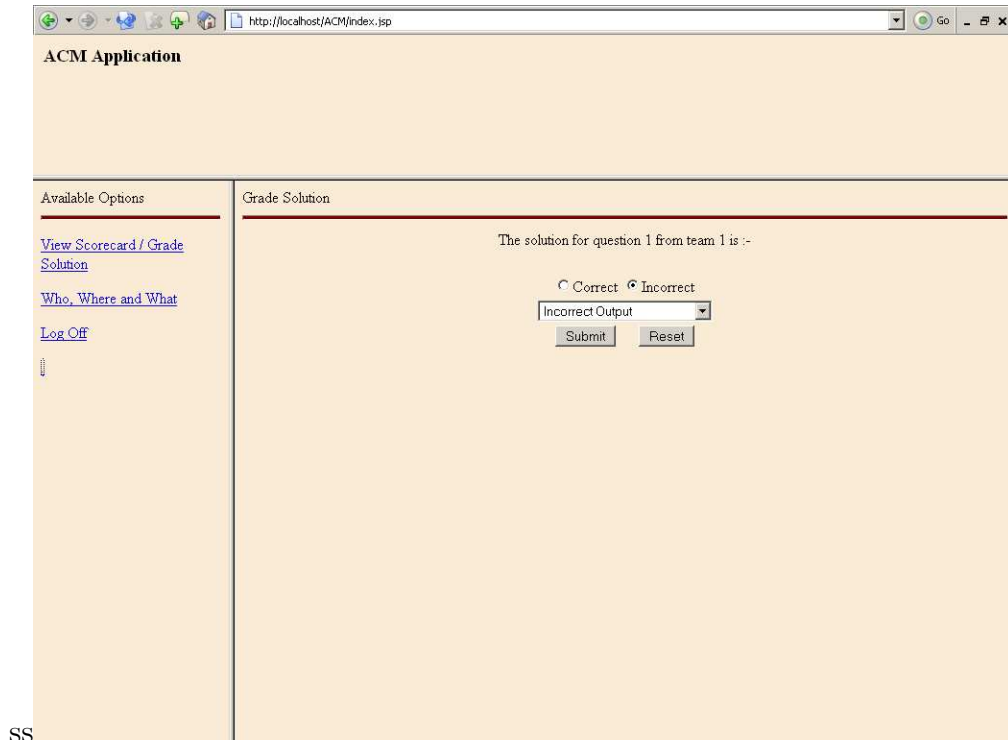 http://localhost/ACM/index.jsp
Go
ACM Application
Available Options
View Scorecard / Grade
Solution
Who, Where and What
Log Off
Grade Solution
The solution for question 1 from team 1 is :-
Correct Incorrect
Incorrect Output
Submit Reset
SS